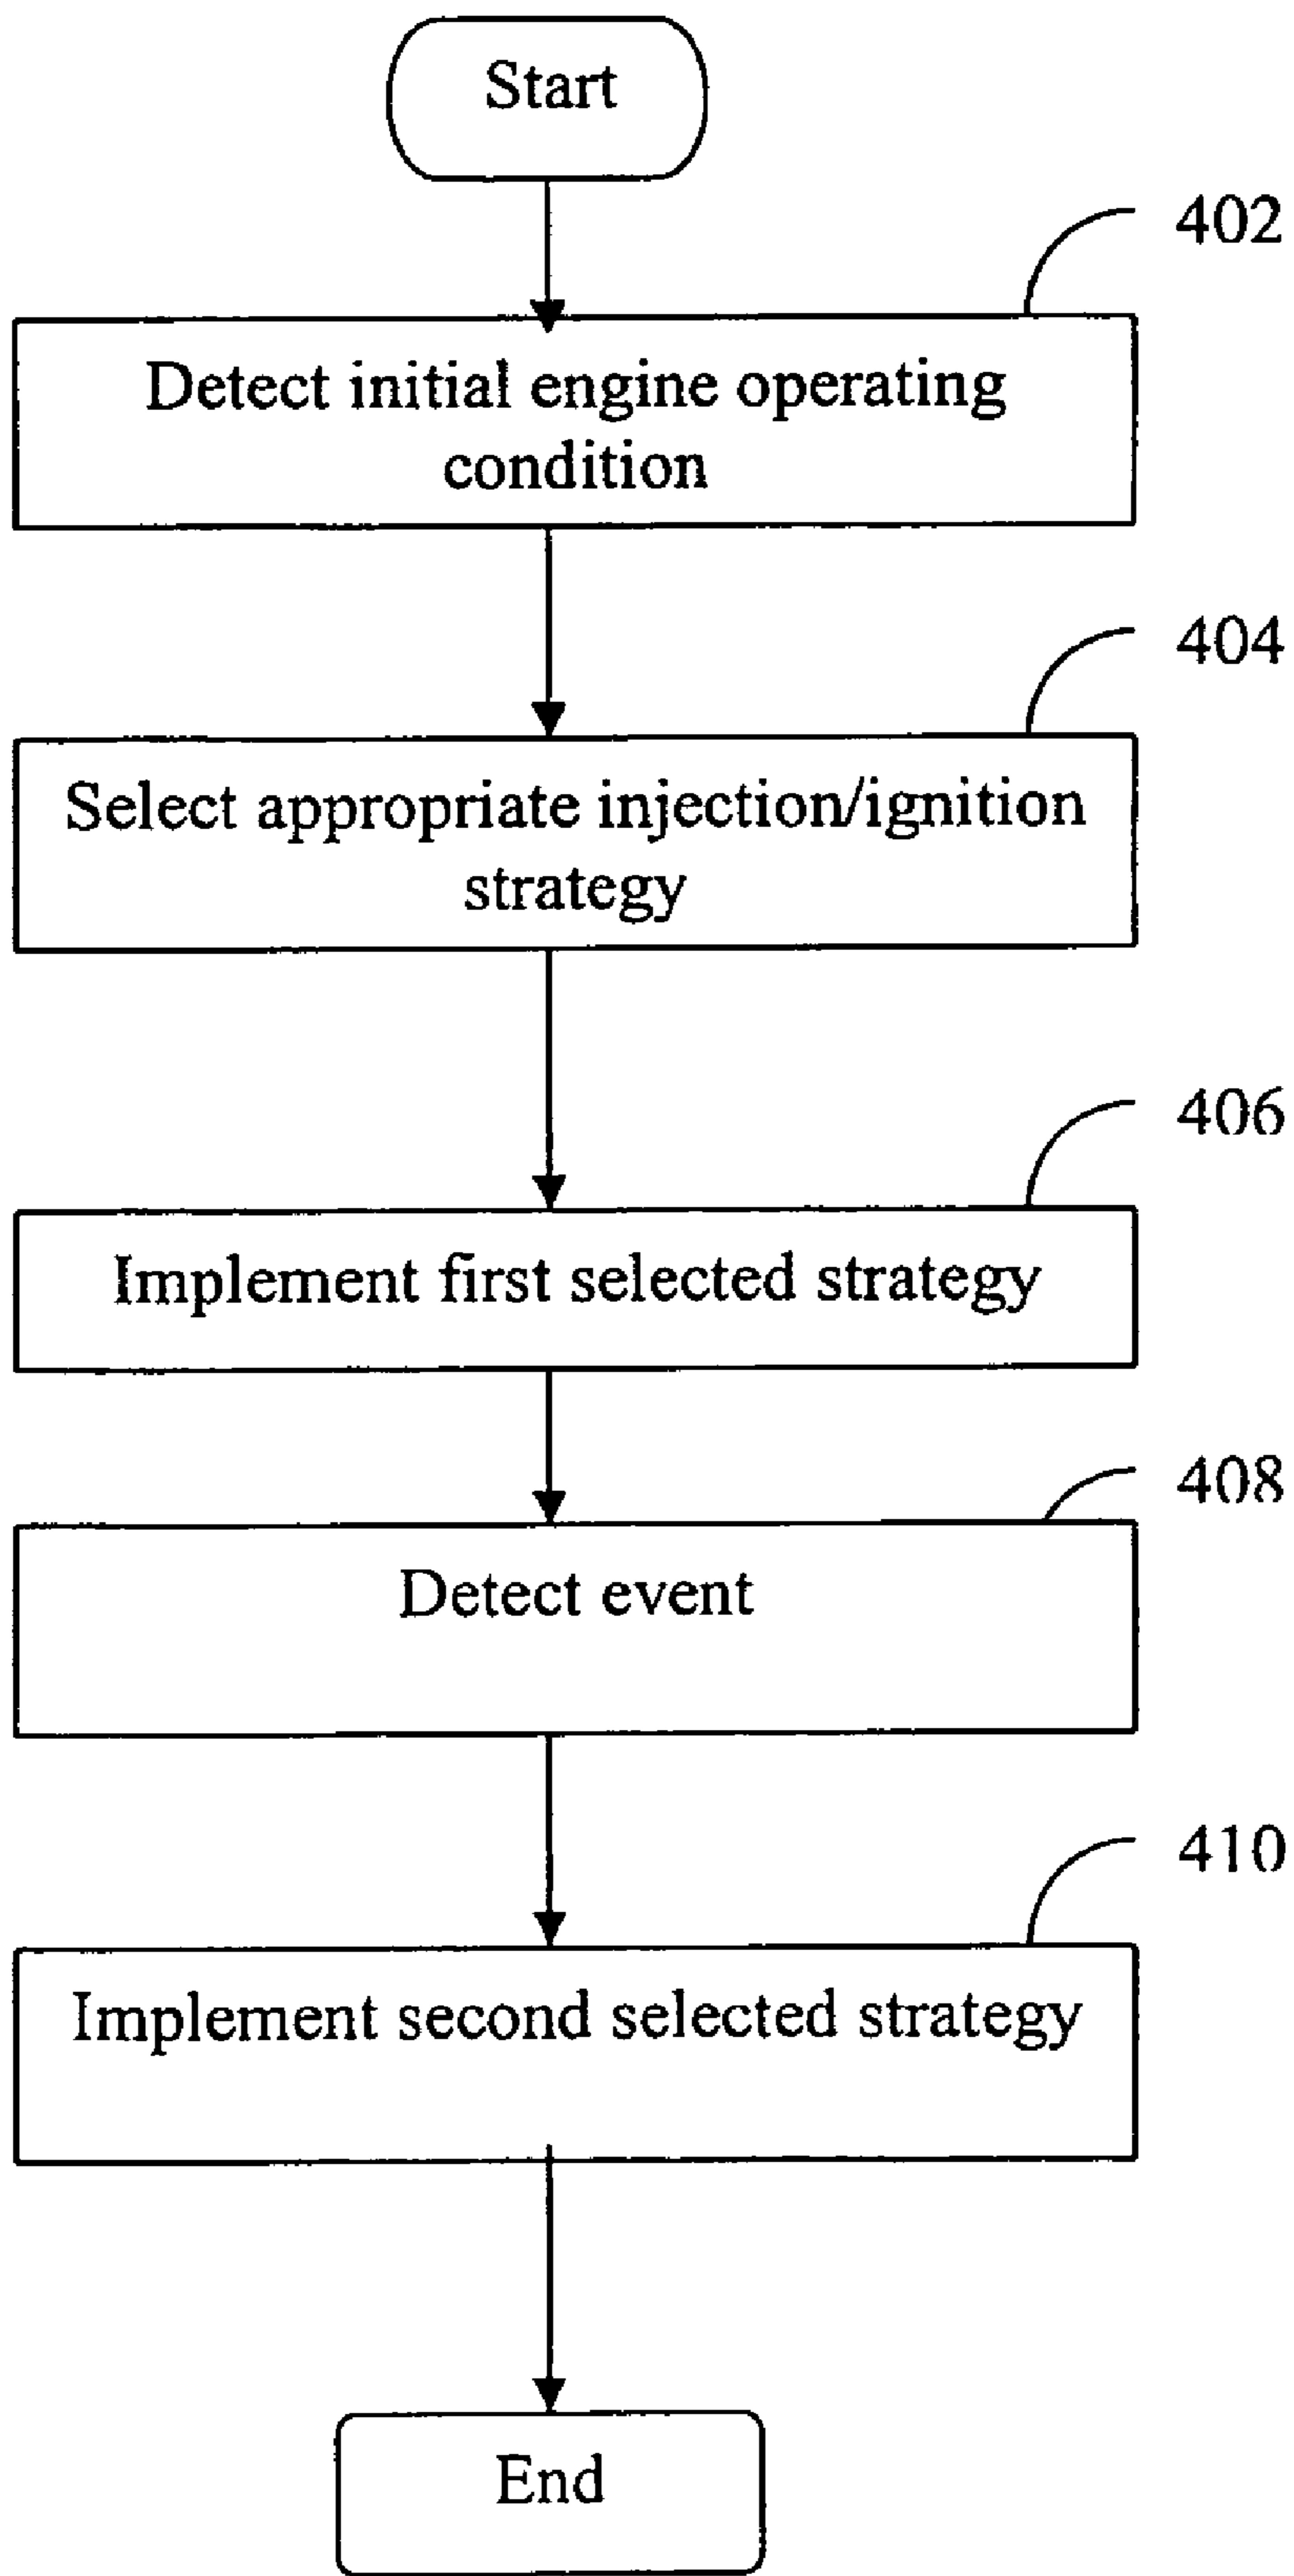 Start
402
Detect initial engine operating
condition
404
Select appropriate injection/ignition
strategy
406
Implement first selected strategy
408
Detect event
410
Implement second selected strategy
End